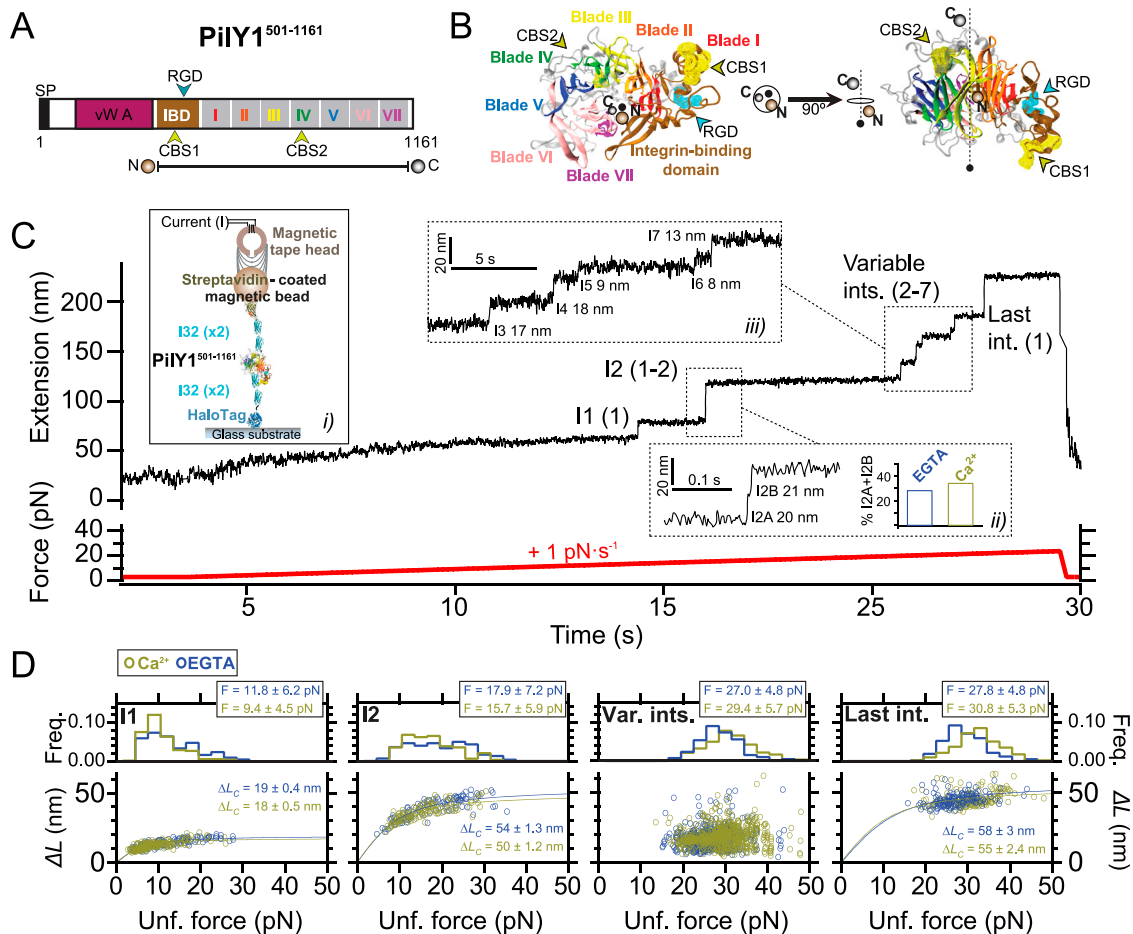 A
PilY1⁵⁰¹⁻¹¹⁶¹
RGD
SP
vW A
IBD
I
II
III
IV
V
VI
VII
1
CBS1
CBS2
1161
N
C
B
Blade III
CBS2
Blade II
Blade IV
Blade I
CBS1
Blade V
C
N
RGD
Blade VI
Integrin-binding
domain
Blade VII
C
N
90º
C
N
CBS2
C
RGD
N
CBS1
C
Current (I)
Magnetic
tape head
Streptavidin-coated
magnetic bead
I32 (x2)
PilY1⁵⁰¹⁻¹¹⁶¹
I32 (x2)
HaloTag
Glass substrate
i)
20 nm
5 s
I3 17 nm
I4 18 nm
I5 9 nm
I6 8 nm
I7 13 nm
iii)
Variable
ints. (2-7)
Last
int. (1)
I2 (1-2)
I1 (1)
20 nm
0.1 s
I2B 21 nm
I2A 20 nm
% I2A+I2B
40
20
0
EGTA
Ca²⁺
ii)
Extension (nm)
200
150
100
50
0
Force (pN)
40
20
0
+ 1 pN·s⁻¹
5
10
15
20
25
30
Time (s)
D
Ca²⁺ EGTA
I1
F = 11.8 ± 6.2 pN
F = 9.4 ± 4.5 pN
I2
F = 17.9 ± 7.2 pN
F = 15.7 ± 5.9 pN
Var. ints.
F = 27.0 ± 4.8 pN
F = 29.4 ± 5.7 pN
Last int.
F = 27.8 ± 4.8 pN
F = 30.8 ± 5.3 pN
Freq.
0.10
0.00
0.10
0.00
Freq.
ΔL (nm)
50
0
ΔL_C = 19 ± 0.4 nm
ΔL_C = 18 ± 0.5 nm
ΔL_C = 54 ± 1.3 nm
ΔL_C = 50 ± 1.2 nm
ΔL_C = 58 ± 3 nm
ΔL_C = 55 ± 2.4 nm
50
0
ΔL (nm)
0 10 20 30 40 50
0 10 20 30 40 50
0 10 20 30 40 50
0 10 20 30 40 50
Unf. force (pN)
Unf. force (pN)
Unf. force (pN)
Unf. force (pN)